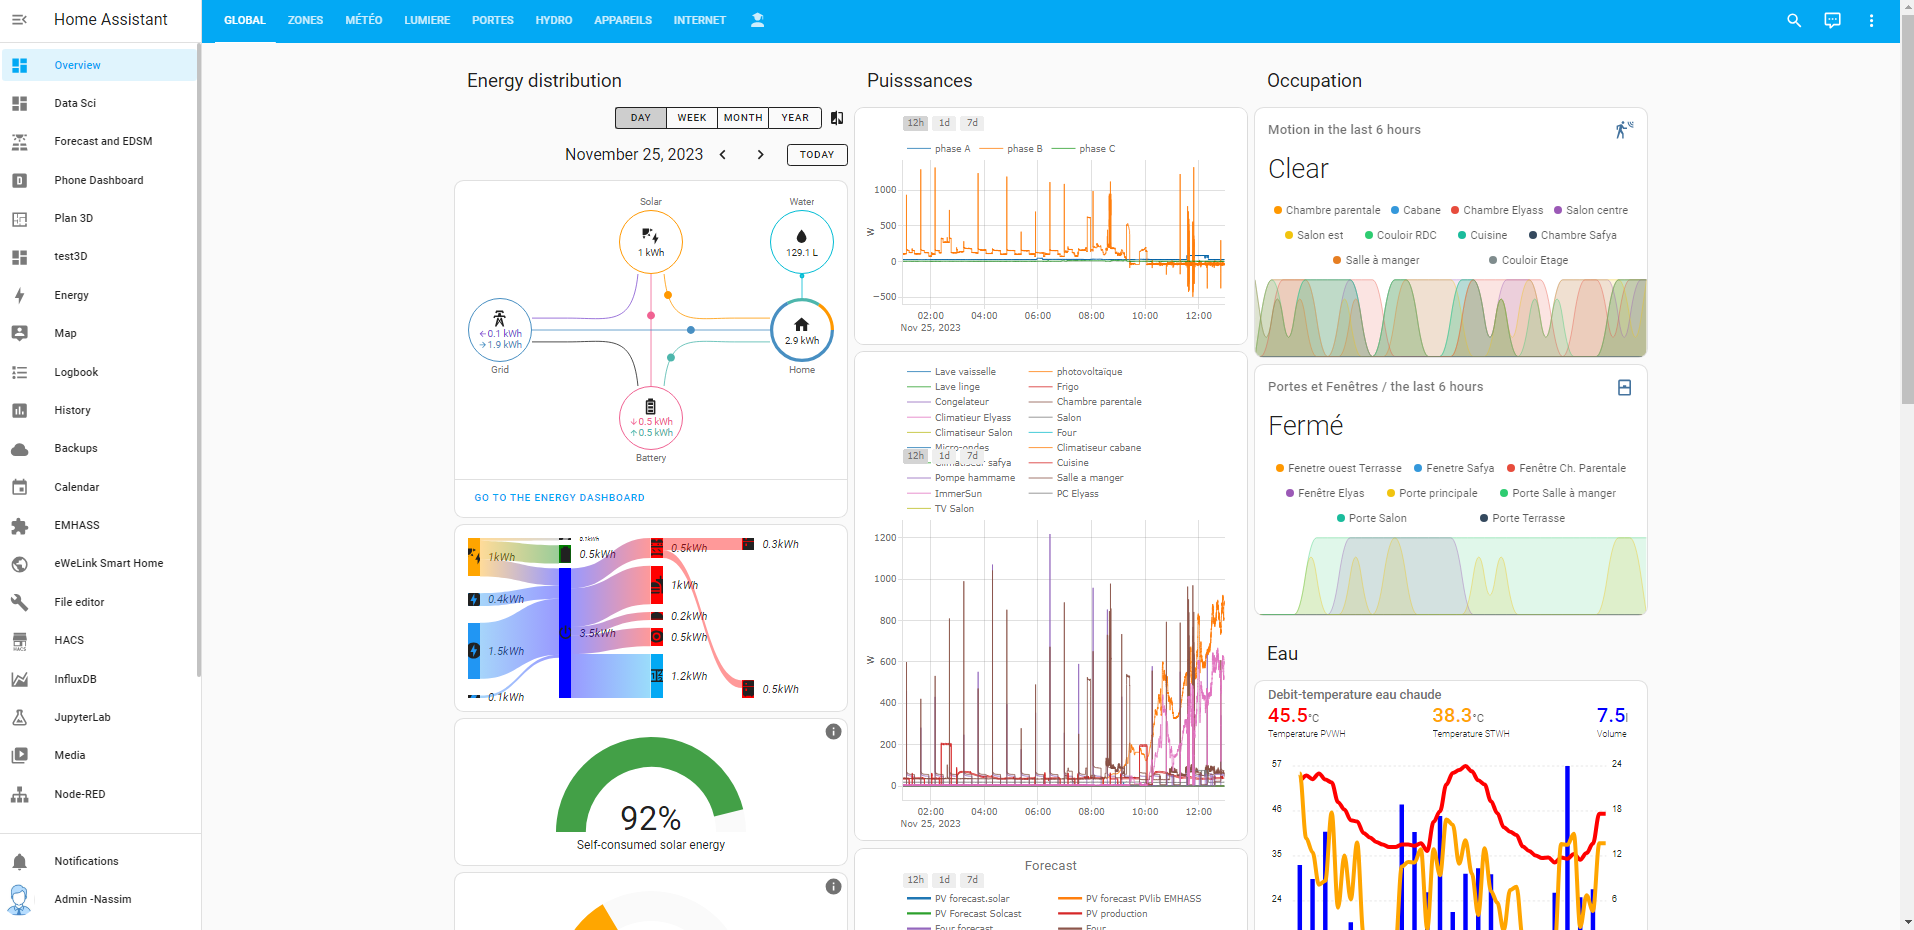 Home Assistant
GLOBAL ZONES MÉTÉO LUMIERE PORTES HYDRO APPAREILS INTERNET
Overview
Data Sci
Forecast and EDSM
Phone Dashboard
Plan 3D
test3D
Energy
Map
Logbook
History
Backups
Calendar
EMHASS
eWeLink Smart Home
File editor
HACS
InfluxDB
JupyterLab
Media
Node-RED
Notifications
Admin -Nassim
Energy distribution
DAY WEEK MONTH YEAR
November 25, 2023 TODAY
Solar Water
1 kWh 129.1 L
←0.1 kWh
→1.9 kWh
2.9 kWh
Grid Home
↓0.5 kWh
↑0.5 kWh
Battery
GO TO THE ENERGY DASHBOARD
0.1kWh
1kWh 0.5kWh 0.5kWh 0.3kWh
0.4kWh 1kWh
0.2kWh
3.5kWh 0.5kWh
1.5kWh
1.2kWh
0.1kWh 0.5kWh
92%
Self-consumed solar energy
Puisssances
12h 1d 7d
phase A phase B phase C
1000
500
W
0
−500
02:00 04:00 06:00 08:00 10:00 12:00
Nov 25, 2023
Lave vaisselle photovoltaïque
Lave linge Frigo
Congelateur Chambre parentale
Climatieur Elyass Salon
Climatiseur Salon Four
Micro-ondes Climatiseur cabane
12h 1d 7d
Climatiseur safya Cuisine
Pompe hammame Salle a manger
ImmerSun PC Elyass
TV Salon
1200
1000
800
W
600
400
200
0
02:00 04:00 06:00 08:00 10:00 12:00
Nov 25, 2023
Forecast
12h 1d 7d
PV forecast.solar PV forecast PVlib EMHASS
PV Forecast Solcast PV production
Four forecast Four
Occupation
Motion in the last 6 hours
Clear
Chambre parentale Cabane Chambre Elyass Salon centre
Salon est Couloir RDC Cuisine Chambre Safya
Salle à manger Couloir Etage
Portes et Fenêtres / the last 6 hours
Fermé
Fenetre ouest Terrasse Fenetre Safya Fenêtre Ch. Parentale
Fenêtre Elyas Porte principale Porte Salle à manger
Porte Salon Porte Terrasse
Eau
Debit-temperature eau chaude
45.5°C 38.3°C 7.5l
Temperature PVWH Temperature STWH Volume
57 24
46 18
35 12
24 6